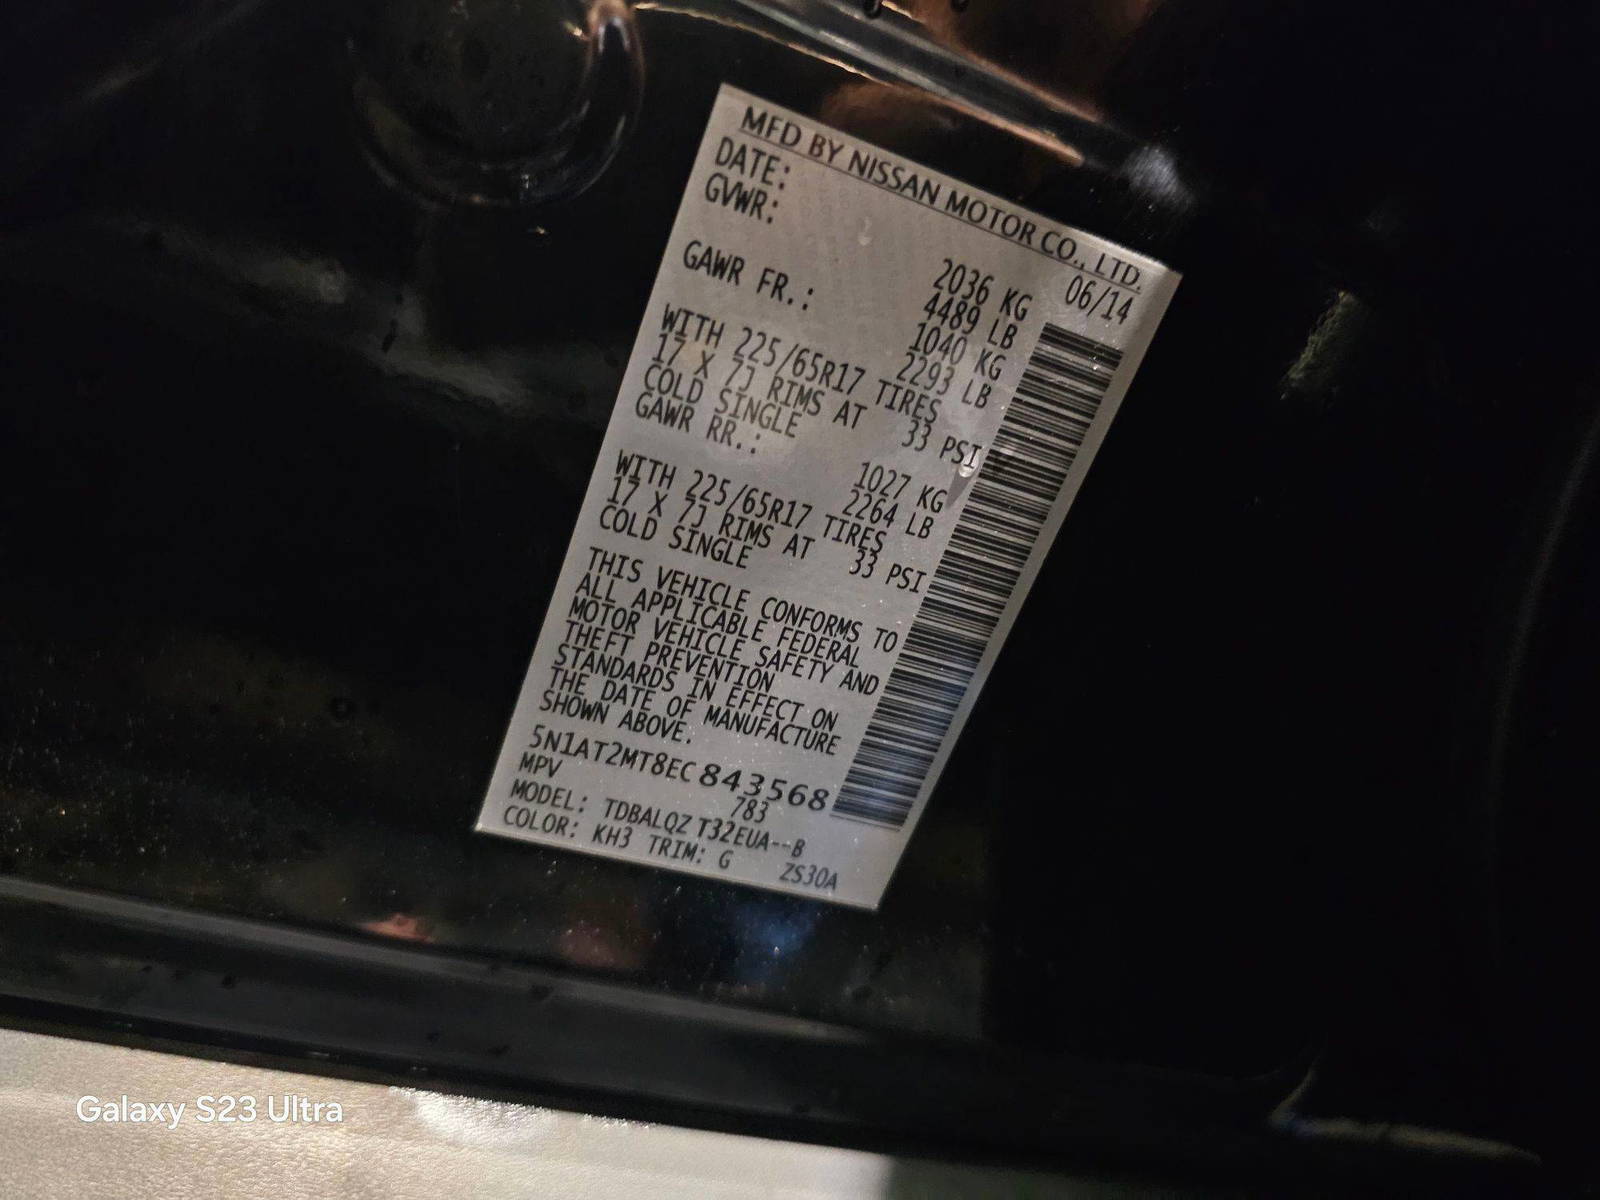 MFD BY NISSAN MOTOR CO., LTD.
DATE: 06/14
GVWR: 2036 KG
4489 LB
GAWR FR.: 1040 KG
2293 LB
WITH 225/65R17 TIRES
17 X 7J RIMS AT 33 PSI
COLD SINGLE
GAWR RR.: 1027 KG
2264 LB
WITH 225/65R17 TIRES
17 X 7J RIMS AT 33 PSI
COLD SINGLE
THIS VEHICLE CONFORMS TO
ALL APPLICABLE FEDERAL
MOTOR VEHICLE SAFETY AND
THEFT PREVENTION
STANDARDS IN EFFECT ON
THE DATE OF MANUFACTURE
SHOWN ABOVE.
5N1AT2MT8EC843568
MPV 783
MODEL: TDBALQZ T32EUA--B
COLOR: KH3 TRIM: G ZS30A
Galaxy S23 Ultra